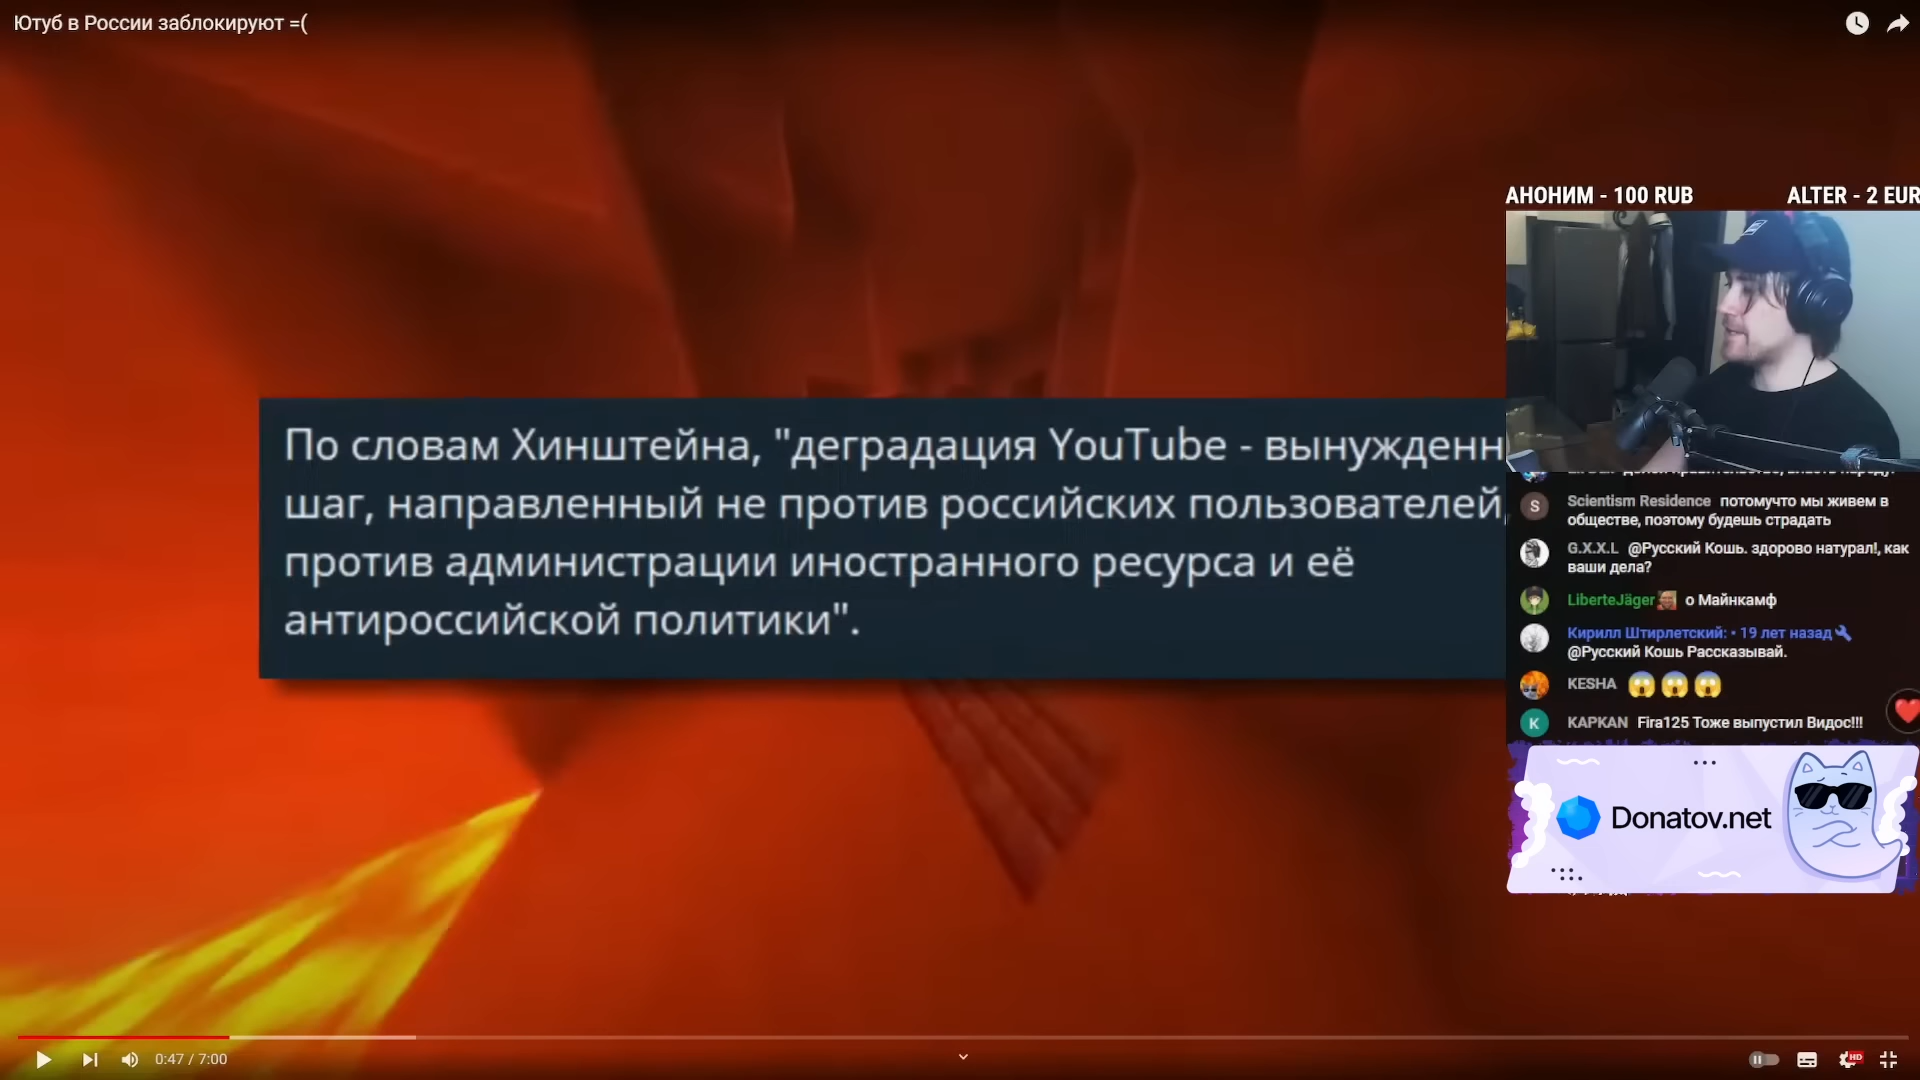 Ютуб в России заблокируют =(
АНОНИМ - 100 RUB
ALTER - 2 EUR
По словам Хинштейна, "деградация YouTube - вынужденн
шаг, направленный не против российских пользователей,
против администрации иностранного ресурса и её
антироссийской политики".
Scientism Residence потомучто мы живем в
обществе, поэтому будешь страдать
G.X.X.L @Русский Кошь. здорово натурал!, как
ваши дела?
LiberteJäger о Майнкамф
Кирилл Штирлетский: • 19 лет назад
@Русский Кошь Рассказывай.
KESHA 😱😱😱
KAPKAN Fira125 Тоже выпустил Видос!!!
Donatov.net
0:47 / 7:00
HD